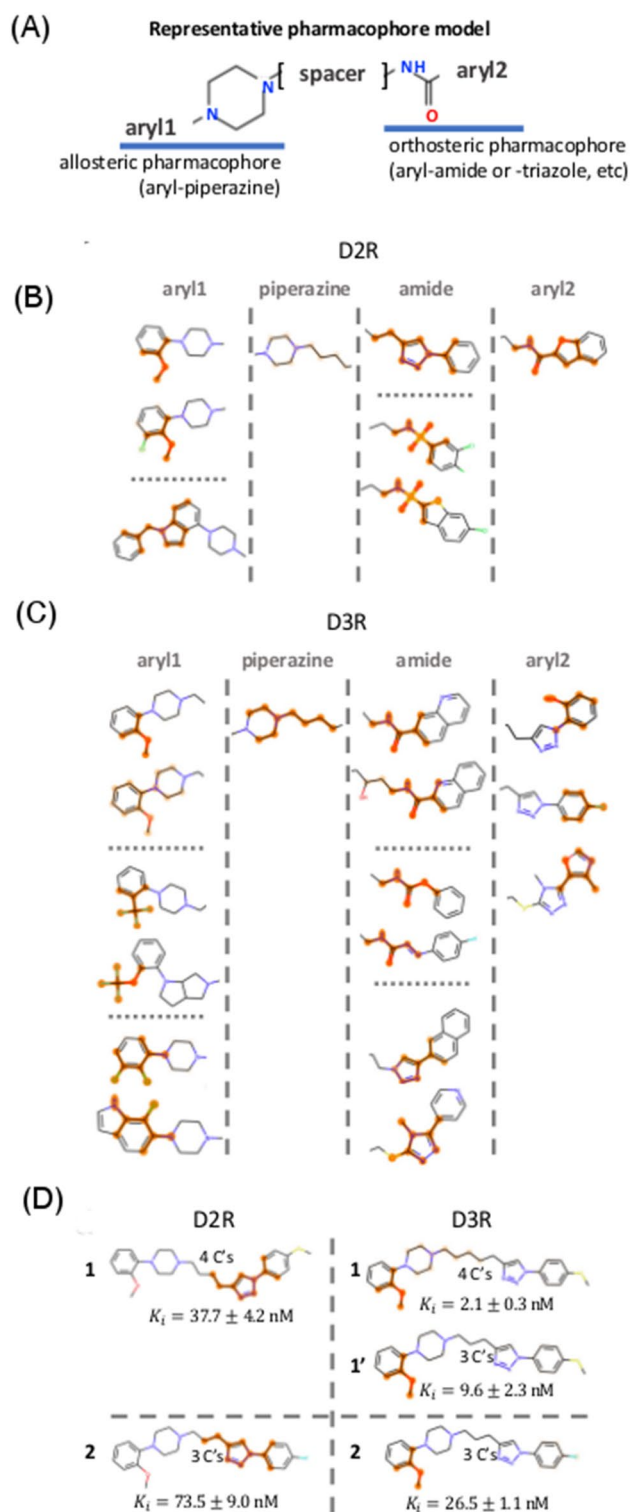 (A)
Representative pharmacophore model
N [ spacer ] NH aryl2
aryl1 N O
allosteric pharmacophore
(aryl-piperazine)
orthosteric pharmacophore
(aryl-amide or -triazole, etc)
D2R
(B)
aryl1 piperazine amide aryl2
(C)
D3R
aryl1 piperazine amide aryl2
(D)
D2R D3R
1 4 C's
Ki = 37.7 ± 4.2 nM
1 4 C's
Ki = 2.1 ± 0.3 nM
1' 3 C's
Ki = 9.6 ± 2.3 nM
2 3 C's
Ki = 73.5 ± 9.0 nM
2 3 C's
Ki = 26.5 ± 1.1 nM